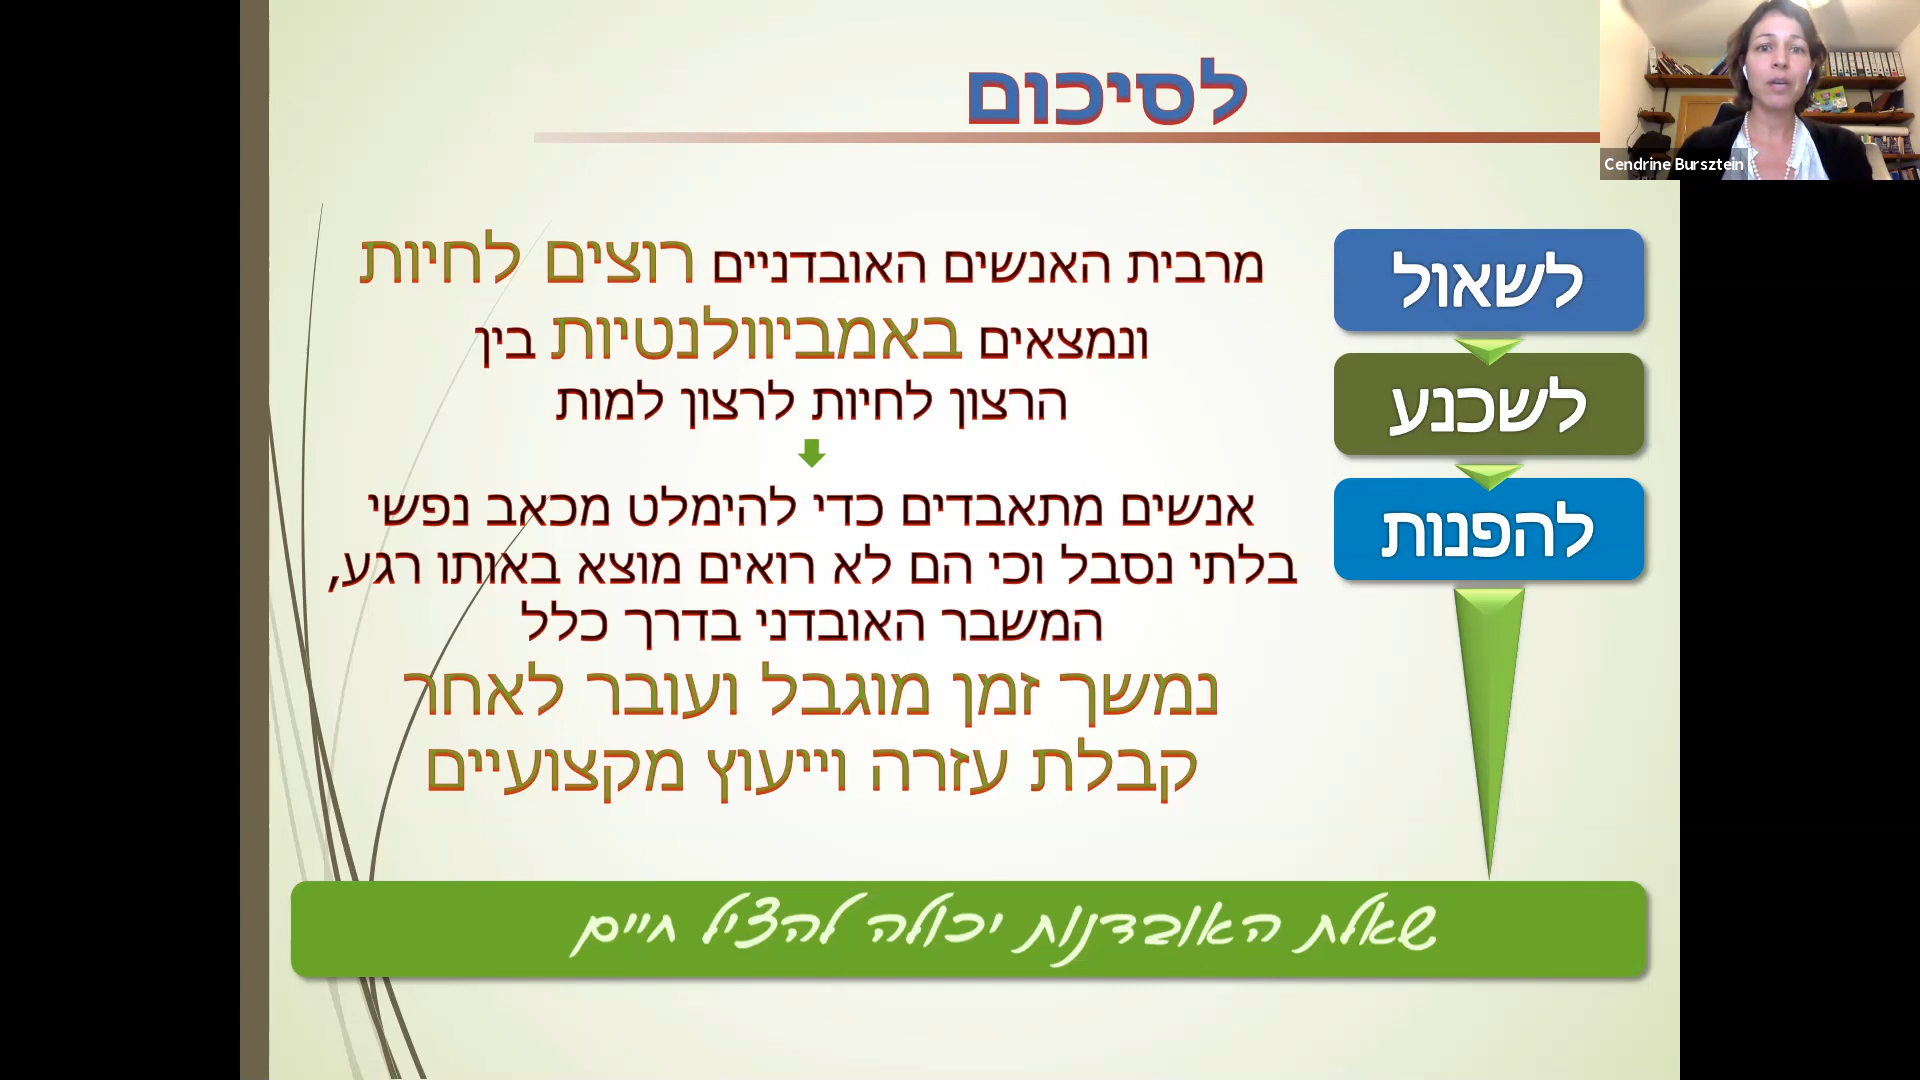 לסיכום
Cendrine Bursztein
לשאול
לשכנע
להפנות
מרבית האנשים האובדניים רוצים לחיות
ונמצאים באמביוולנטיות בין
הרצון לחיות לרצון למות
אנשים מתאבדים כדי להימלט מכאב נפשי
בלתי נסבל וכי הם לא רואים מוצא באותו רגע,
המשבר האובדני בדרך כלל
נמשך זמן מוגבל ועובר לאחר
קבלת עזרה וייעוץ מקצועיים
שאלת האובדנות יכולה להציל חיים